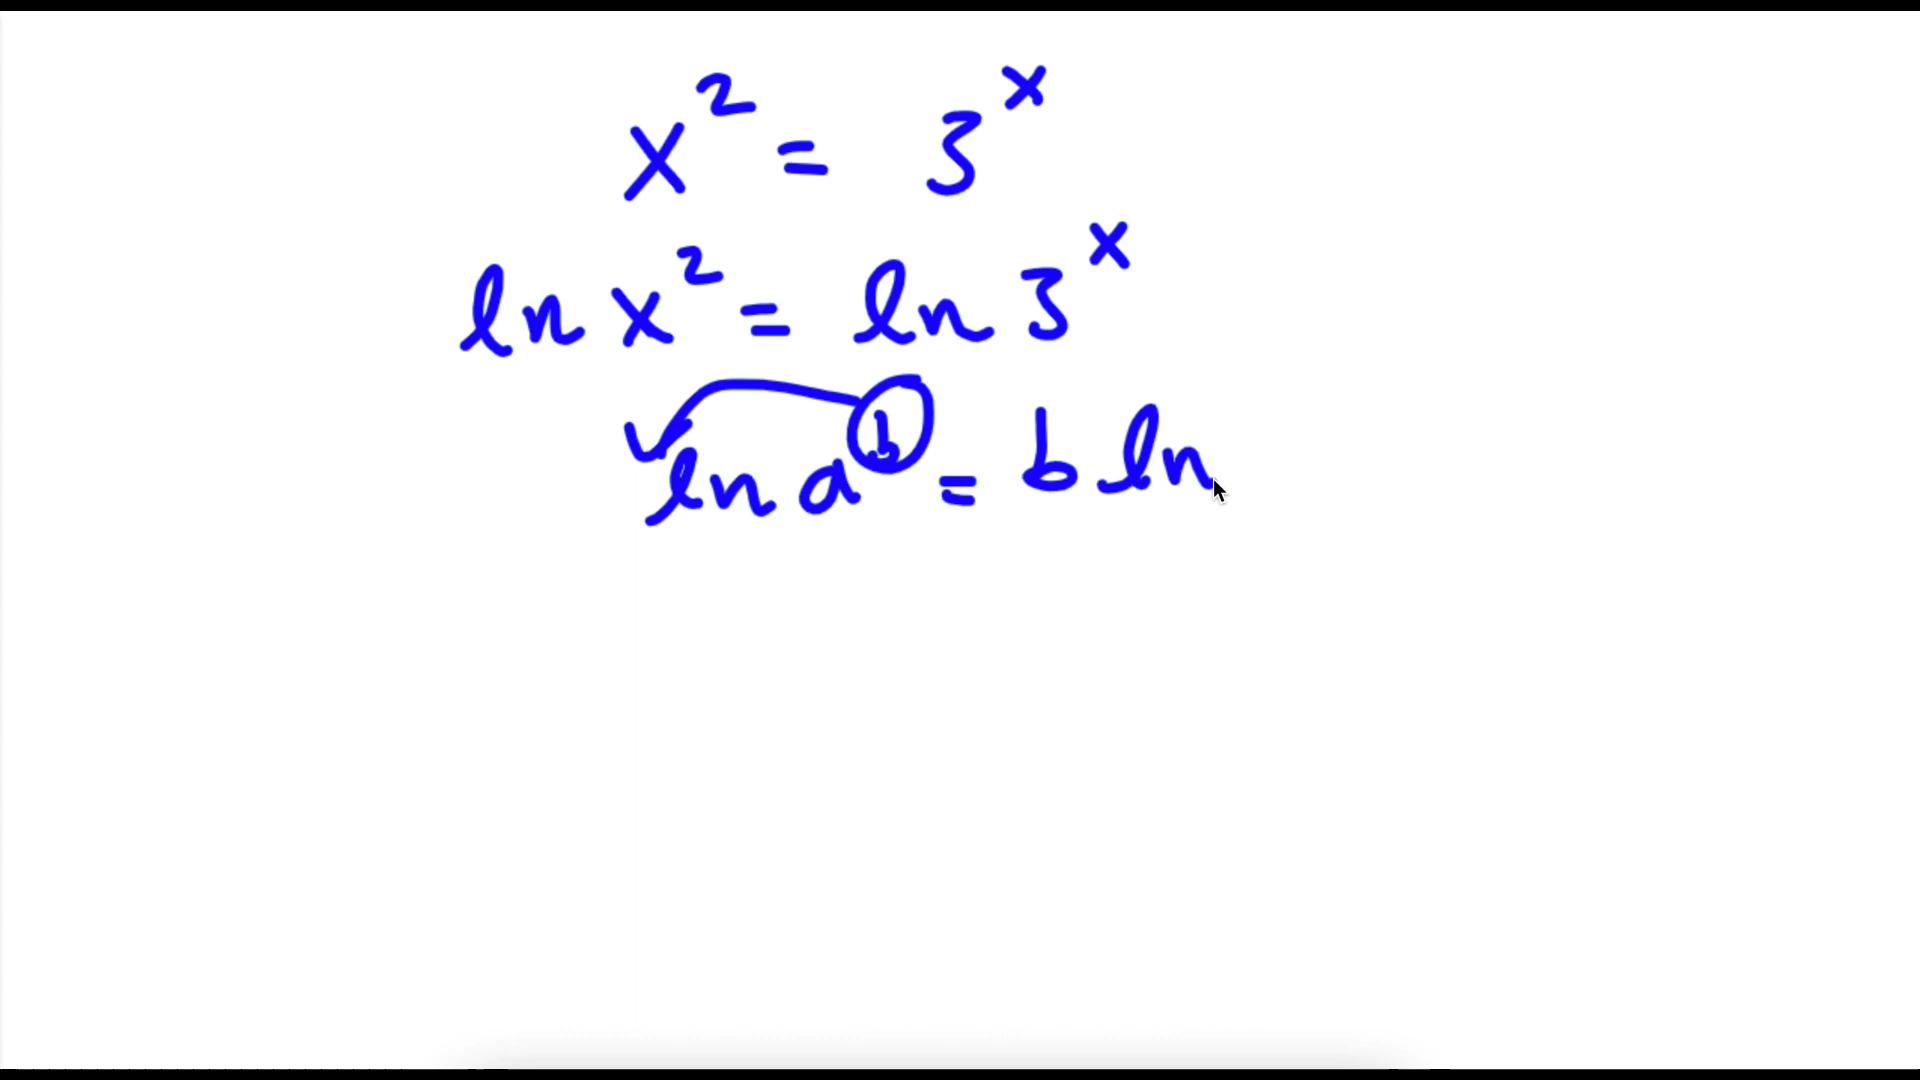 x² = 3ˣ
ln x² = ln 3ˣ
ln aᵇ = b ln